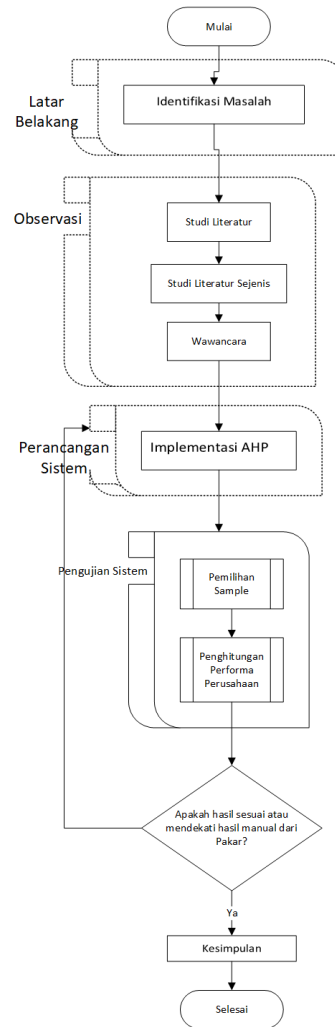 Mulai
Latar
Belakang
Identifikasi Masalah
Observasi
Studi Literatur
Studi Literatur Sejenis
Wawancara
Perancangan
Sistem
Implementasi AHP
Pengujian Sistem
Pemilihan
Sample
Penghitungan
Performa
Perusahaan
Apakah hasil sesuai atau
mendekati hasil manual dari
Pakar?
Ya
Kesimpulan
Selesai